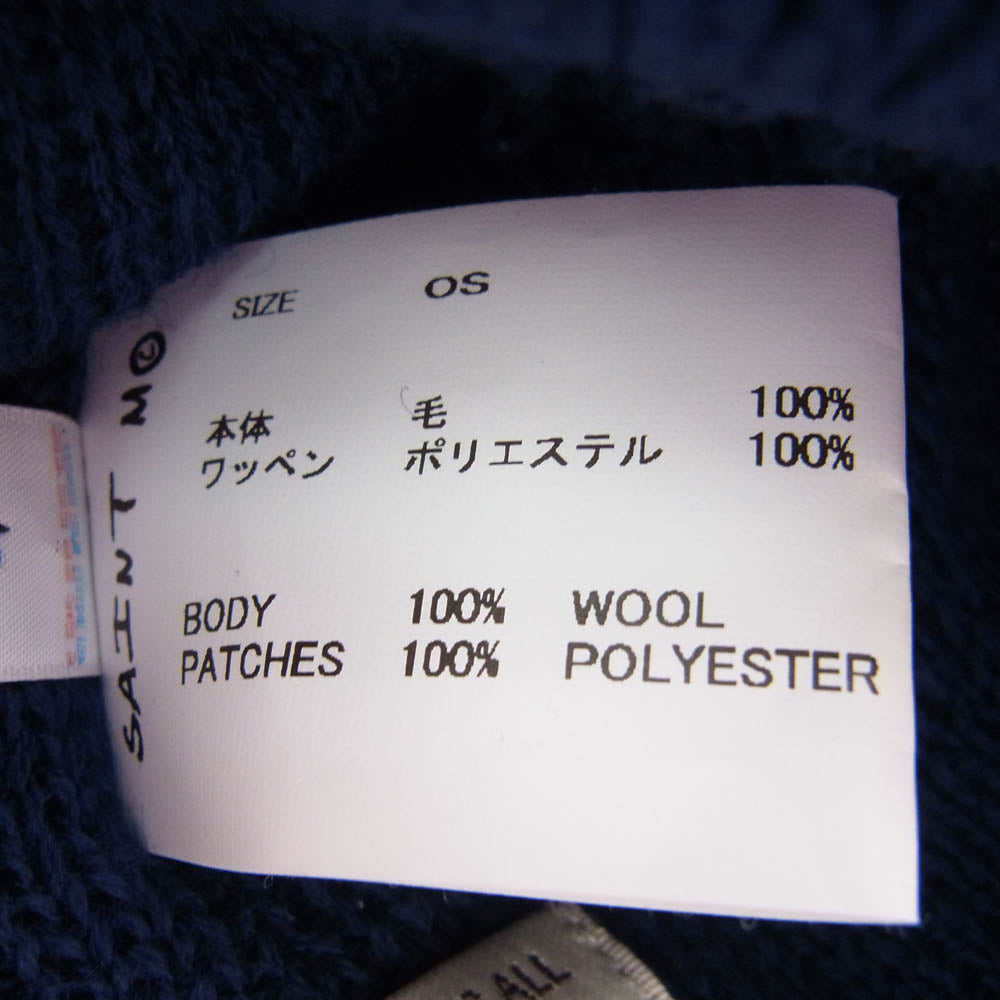 SIZE OS
本体 毛 100%
ワッペン ポリエステル 100%
BODY 100% WOOL
PATCHES 100% POLYESTER
SAINT M
ALL